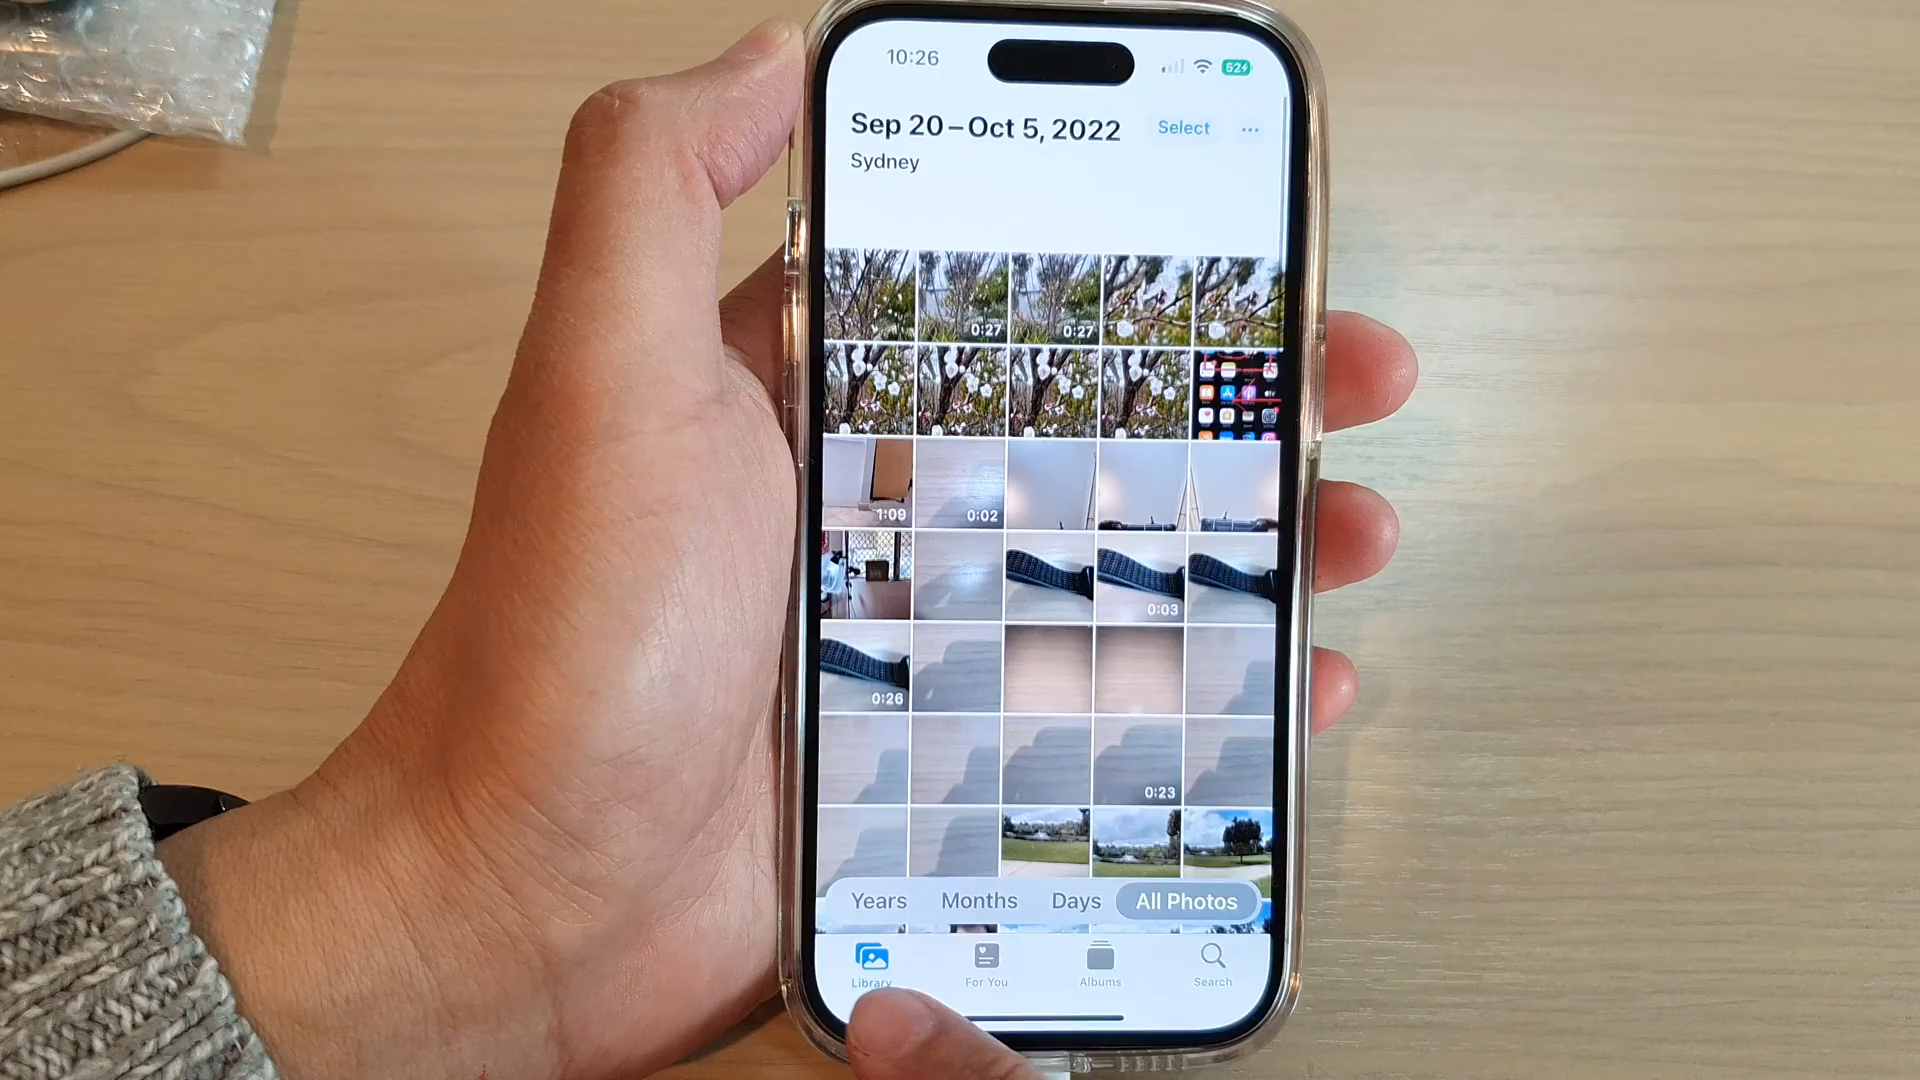 10:26
52
Sep 20 – Oct 5, 2022
Select
Sydney
0:27
0:27
1:09
0:02
0:03
0:26
0:23
Years
Months
Days
All Photos
Library
For You
Albums
Search